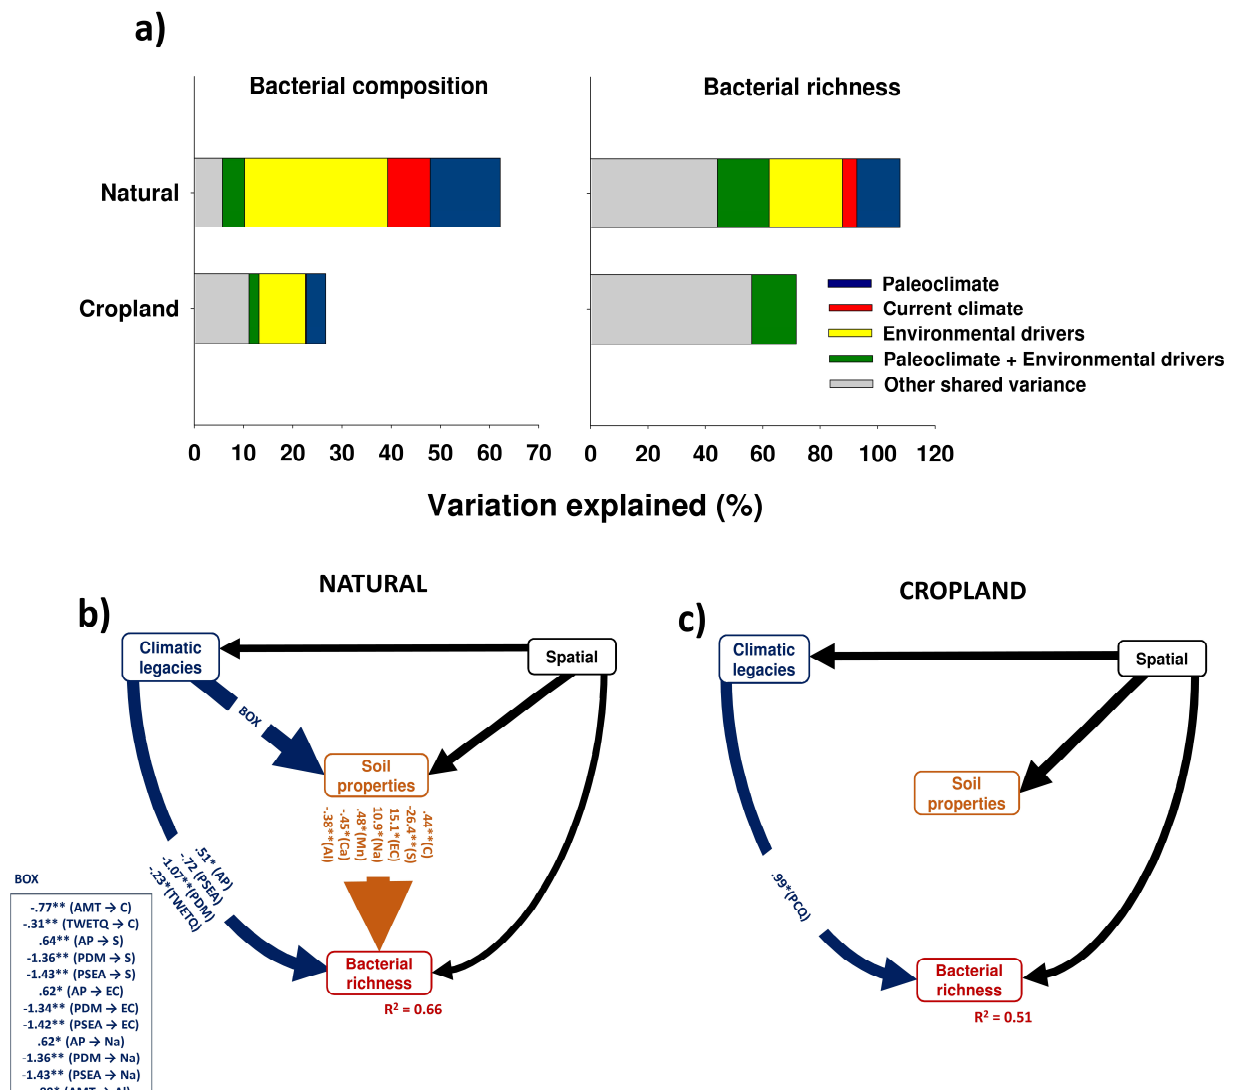 a)
Bacterial composition
Bacterial richness
Natural
Cropland
Paleoclimate
Current climate
Environmental drivers
Paleoclimate + Environmental drivers
Other shared variance
0 10 20 30 40 50 60 70
0 20 40 60 80 100 120
Variation explained (%)
b)
NATURAL
Climatic
legacies
Spatial
BOX
Soil
properties
-.38**(Al)
-.45*(Ca)
.48*(Mn)
10.9*(Na)
15.1*(EC)
-26.4**(S)
.44**(C)
.51* (AP)
-.72 (PSEA)
-1.07**(PDM)
-.23*(TWETQ)
Bacterial
richness
R² = 0.66
BOX
-.77** (AMT → C)
-.31** (TWETQ → C)
.64** (AP → S)
-1.36** (PDM → S)
-1.43** (PSEA → S)
.62* (AP → EC)
-1.34** (PDM → EC)
-1.42** (PSEA → EC)
.62* (AP → Na)
-1.36** (PDM → Na)
-1.43** (PSEA → Na)
c)
CROPLAND
Climatic
legacies
Spatial
Soil
properties
.99*(PCQ)
Bacterial
richness
R² = 0.51